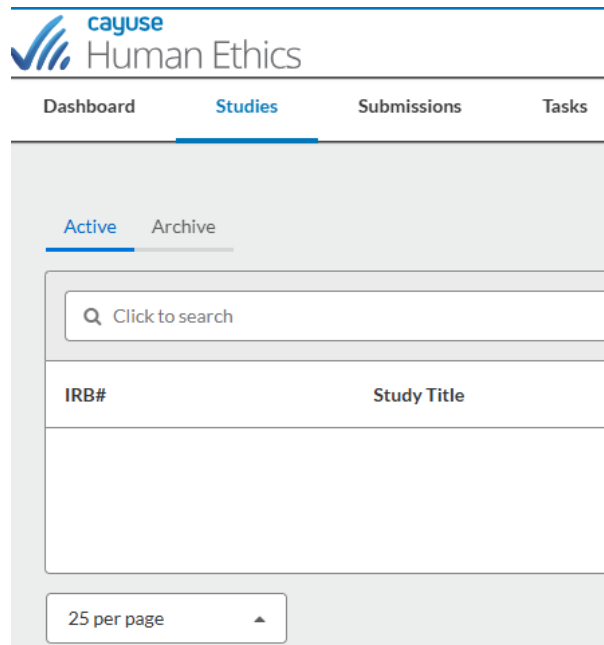 cayuse
Human Ethics
Dashboard Studies Submissions Tasks
Active Archive
Click to search
IRB# Study Title
25 per page